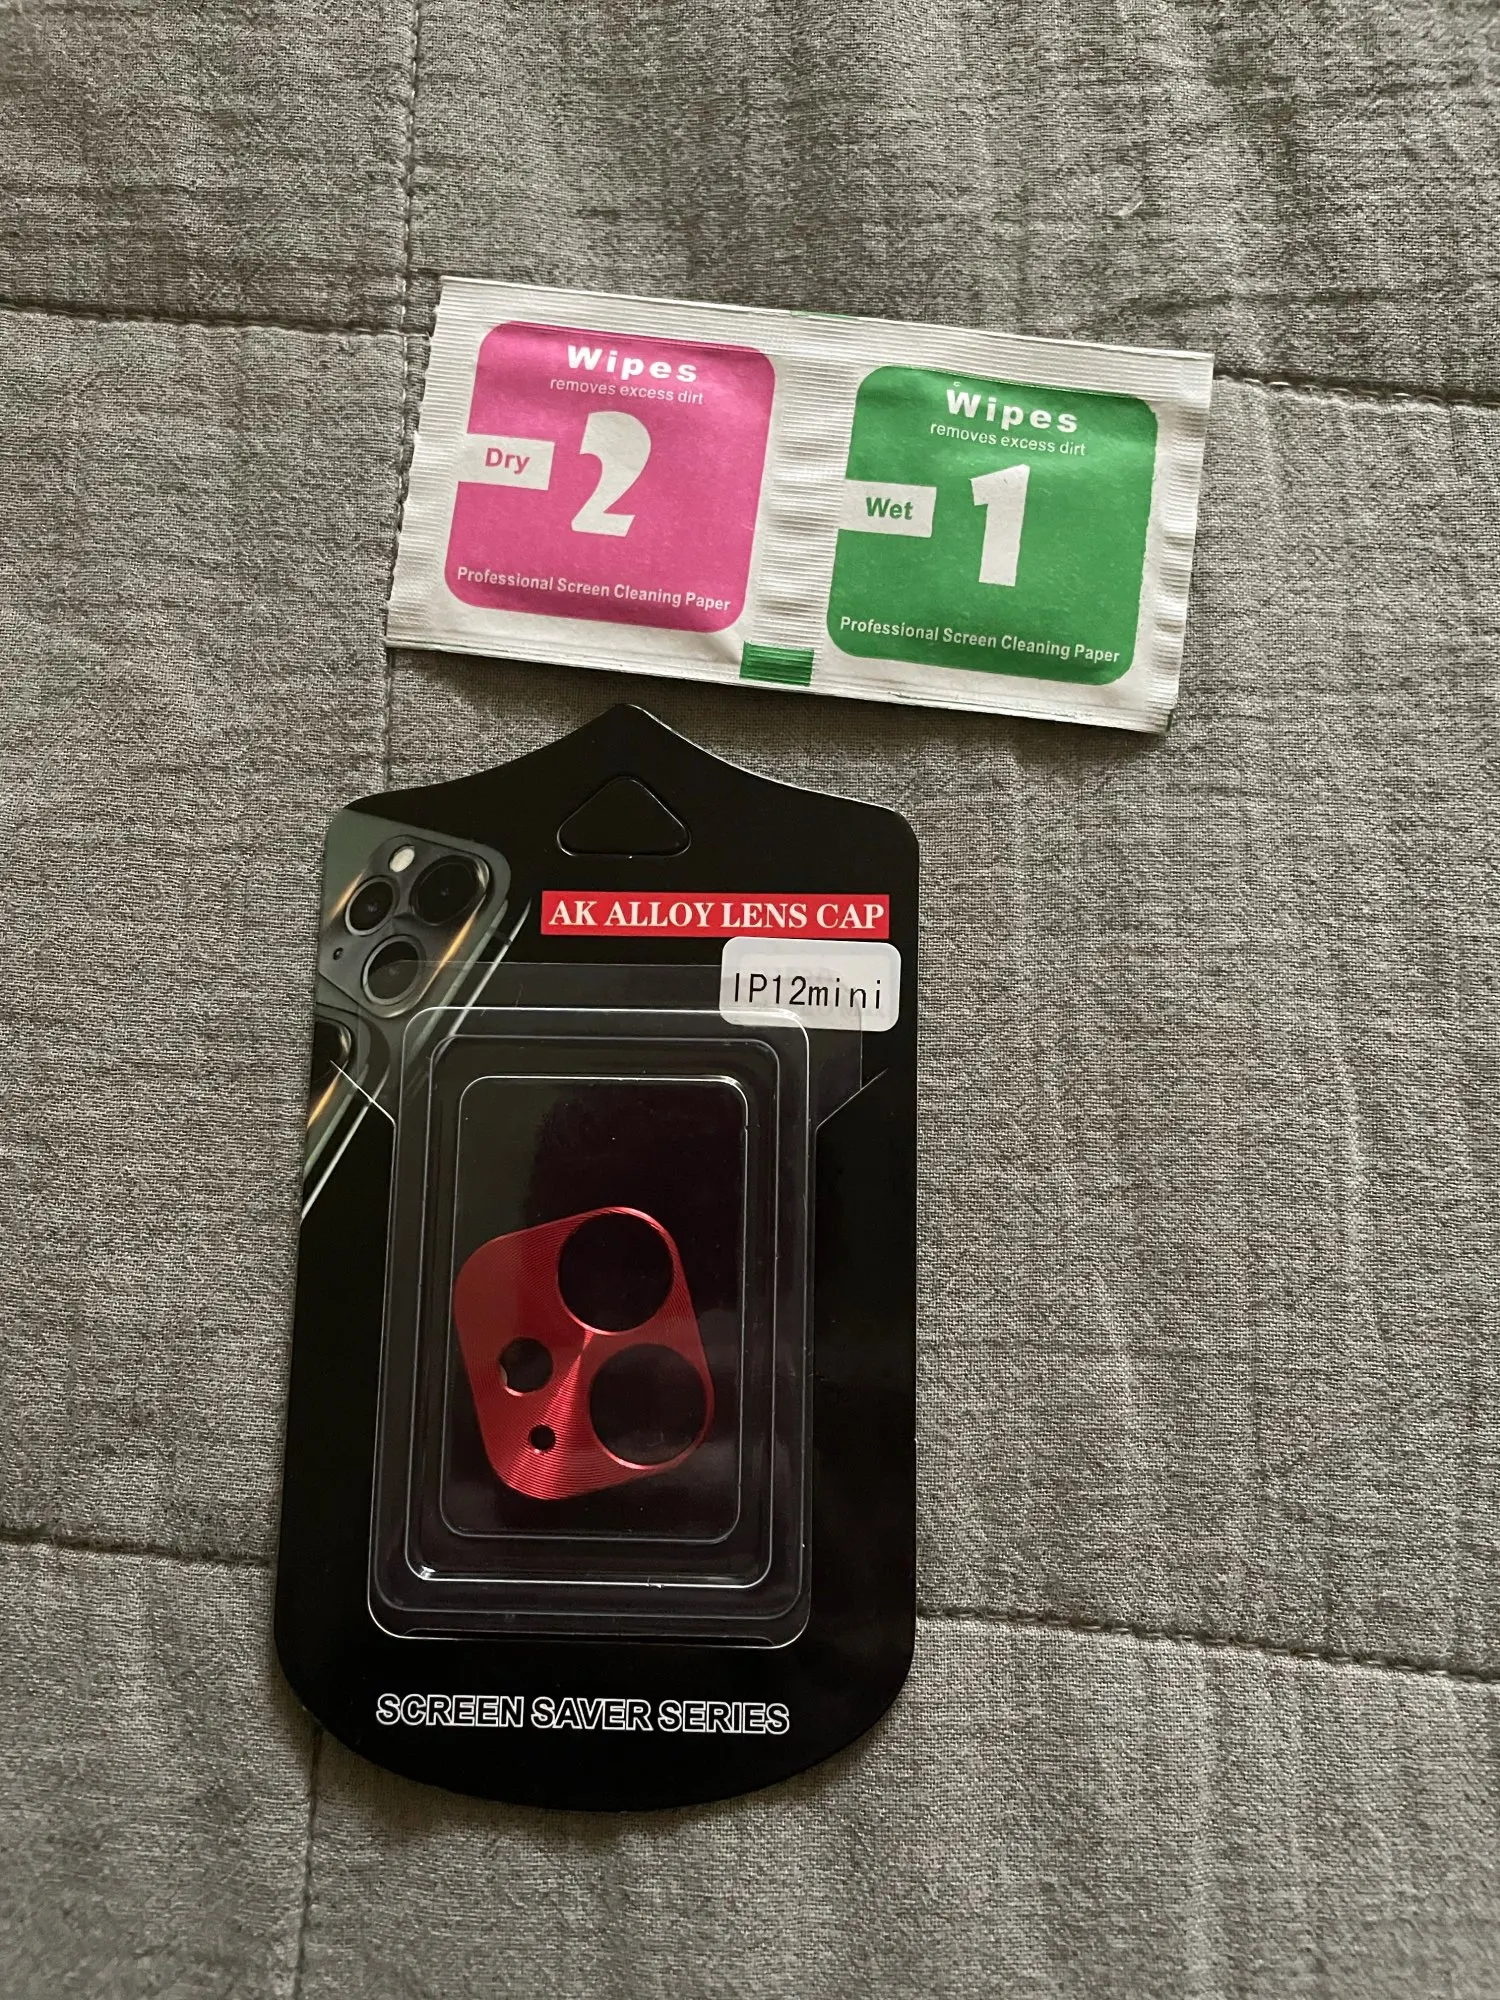 Wipes
removes excess dirt
Dry
2
Professional Screen Cleaning Paper
Wipes
removes excess dirt
Wet
1
Professional Screen Cleaning Paper
AK ALLOY LENS CAP
IP12mini
SCREEN SAVER SERIES